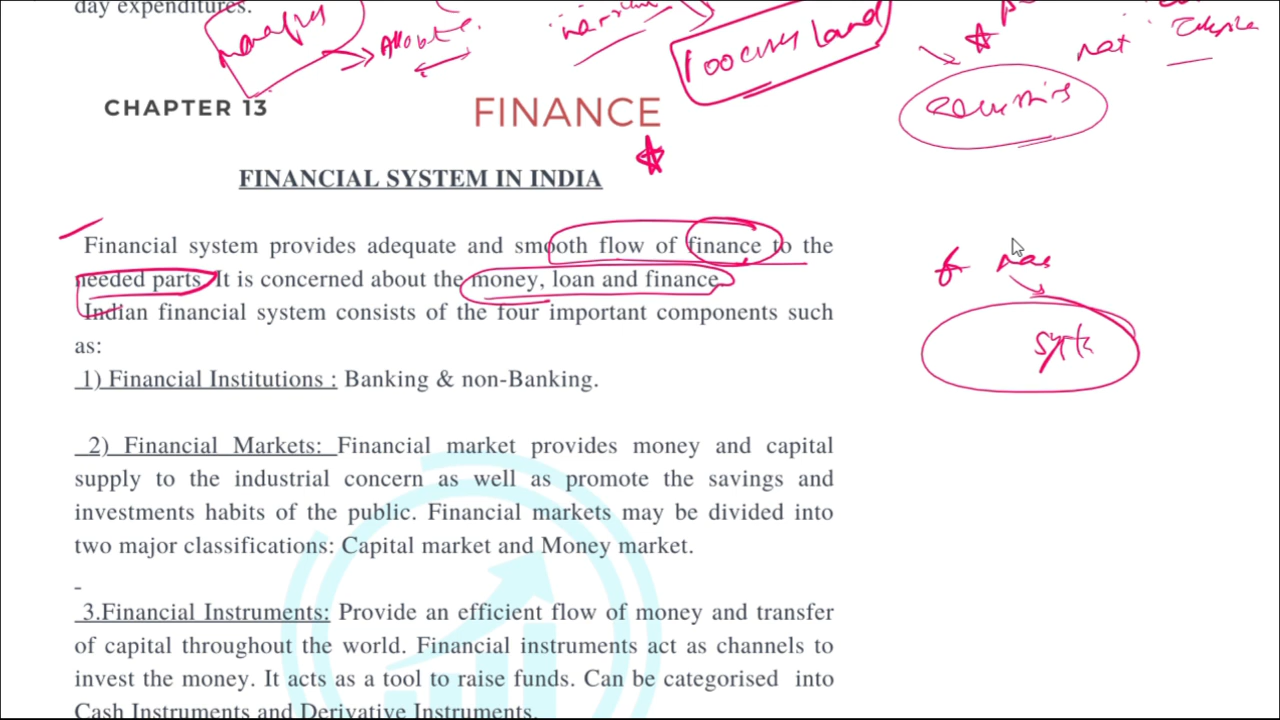 day expenditures.
Allocate
100 acres land
not
CHAPTER 13
FINANCE
FINANCIAL SYSTEM IN INDIA
Financial system provides adequate and smooth flow of finance to the
needed parts. It is concerned about the money, loan and finance.
Indian financial system consists of the four important components such
as:
1) Financial Institutions : Banking & non-Banking.
2) Financial Markets: Financial market provides money and capital
supply to the industrial concern as well as promote the savings and
investments habits of the public. Financial markets may be divided into
two major classifications: Capital market and Money market.
3.Financial Instruments: Provide an efficient flow of money and transfer
of capital throughout the world. Financial instruments act as channels to
invest the money. It acts as a tool to raise funds. Can be categorised into
Cash Instruments and Derivative Instruments.